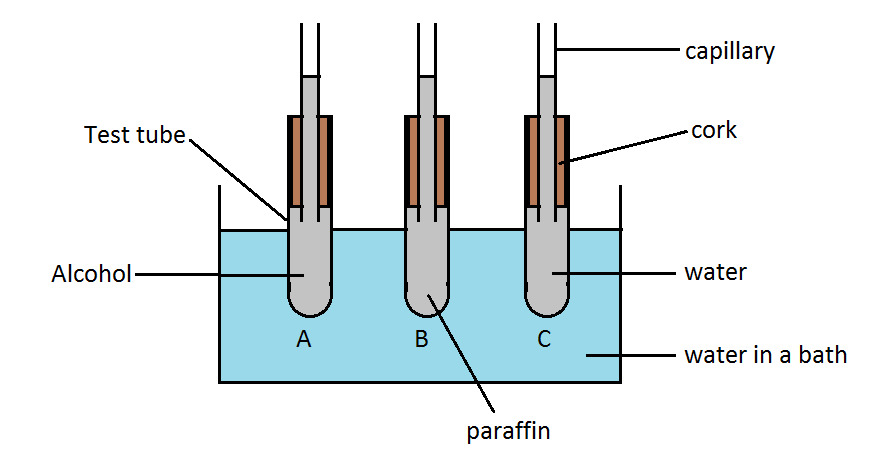 capillary
Test tube
cork
Alcohol
water
A
B
C
water in a bath
paraffin